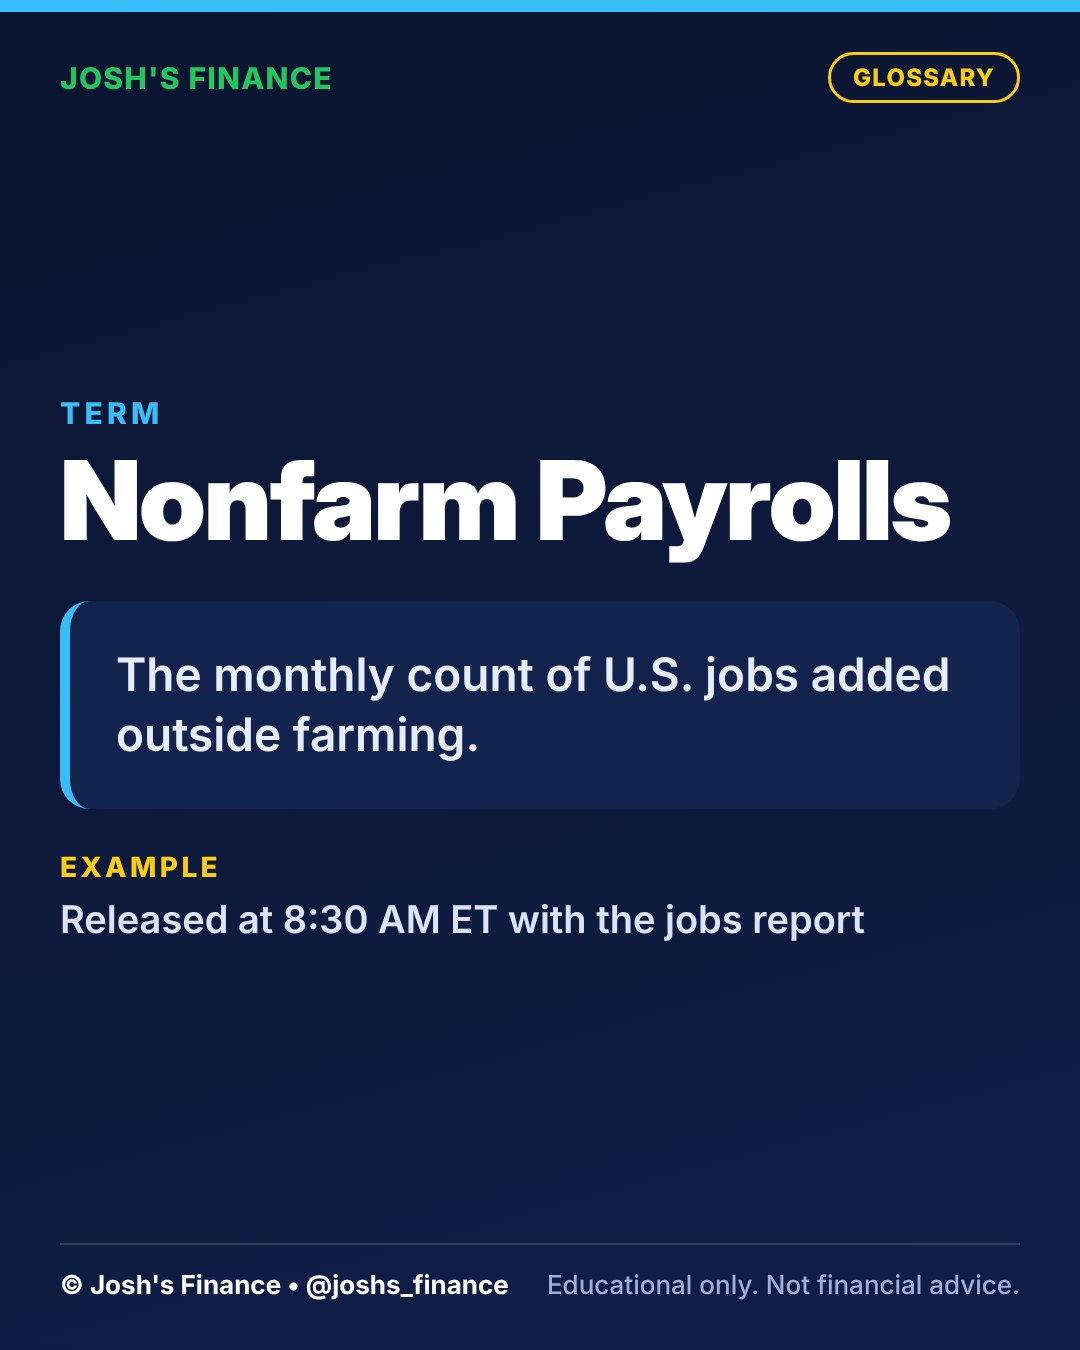 JOSH'S FINANCE
GLOSSARY
TERM
Nonfarm Payrolls
The monthly count of U.S. jobs added
outside farming.
EXAMPLE
Released at 8:30 AM ET with the jobs report
© Josh's Finance • @joshs_finance
Educational only. Not financial advice.